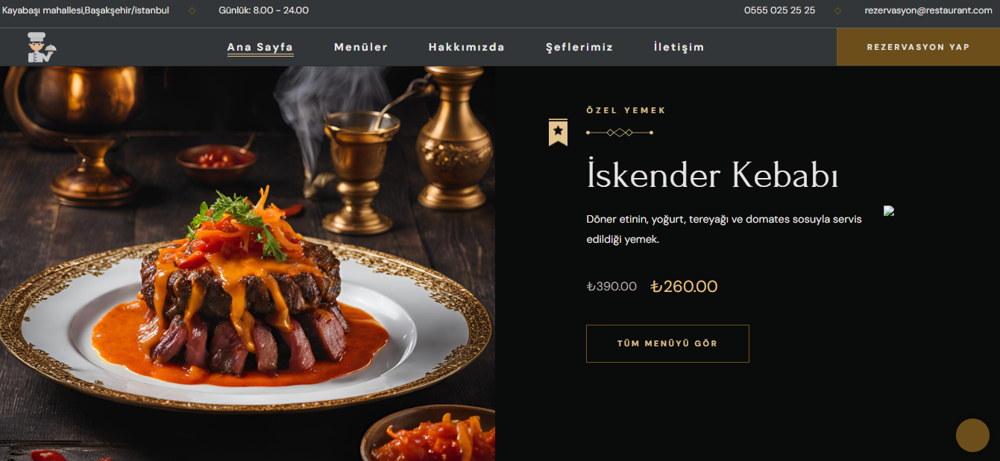 Kayabaşı mahallesi,Başakşehir/İstanbul
Günlük: 8.00 - 24.00
0555 025 25 25
rezervasyon@restaurant.com
Ana Sayfa
Menüler
Hakkımızda
Şeflerimiz
İletişim
REZERVASYON YAP
ÖZEL YEMEK
İskender Kebabı
Döner etinin, yoğurt, tereyağı ve domates sosuyla servis
edildiği yemek.
₺390.00 ₺260.00
TÜM MENÜYÜ GÖR